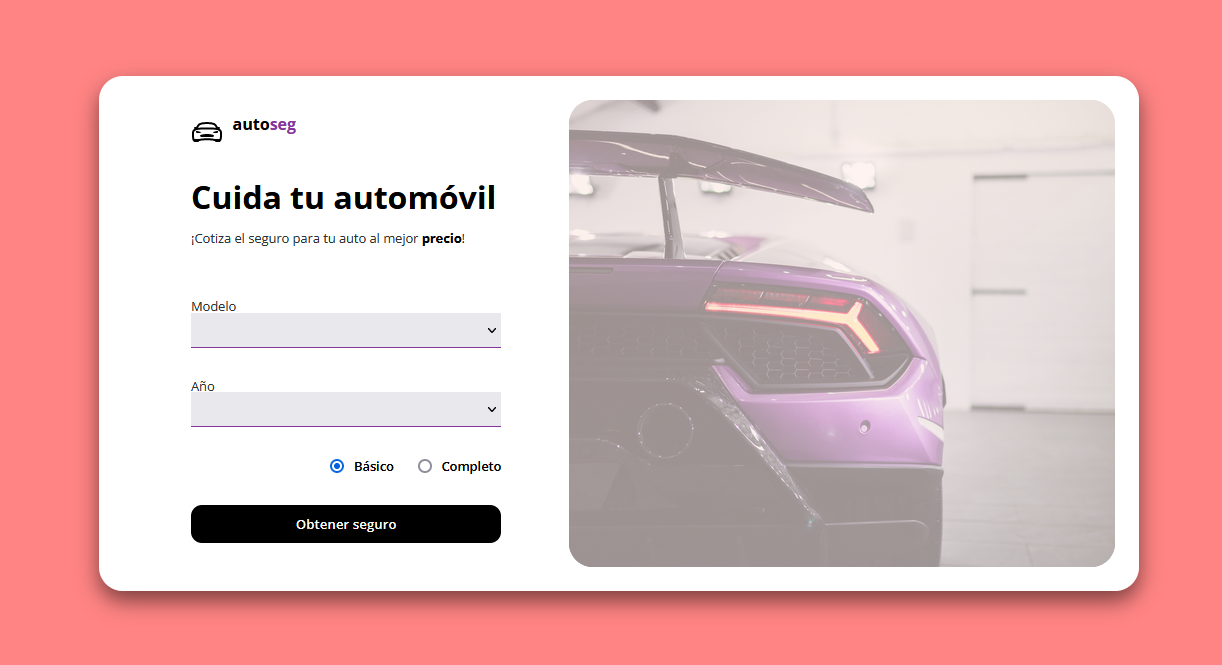 autoseg
Cuida tu automóvil
¡Cotiza el seguro para tu auto al mejor precio!
Modelo
Año
Básico Completo
Obtener seguro